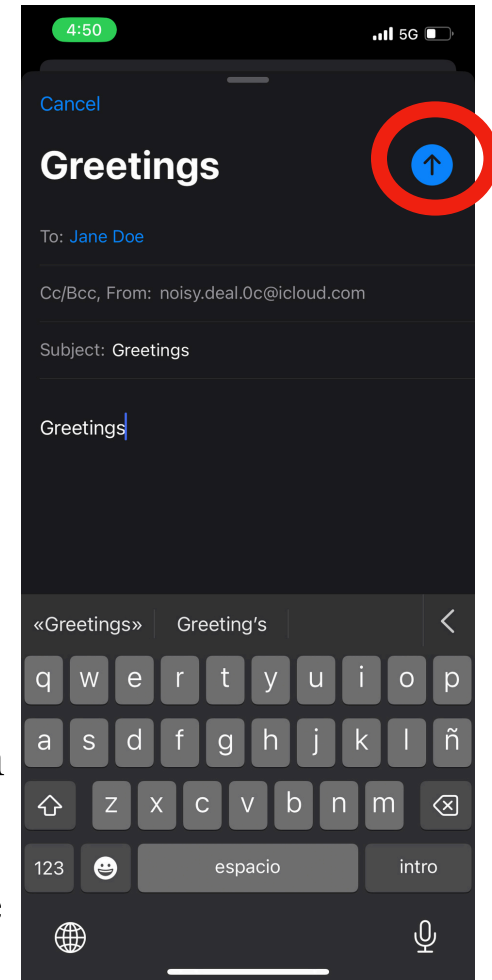 4:50 5G
Cancel
Greetings
To: Jane Doe
Cc/Bcc, From: noisy.deal.0c@icloud.com
Subject: Greetings
Greetings
«Greetings» Greeting's
q w e r t y u i o p
a s d f g h j k l ñ
z x c v b n m
123 espacio intro